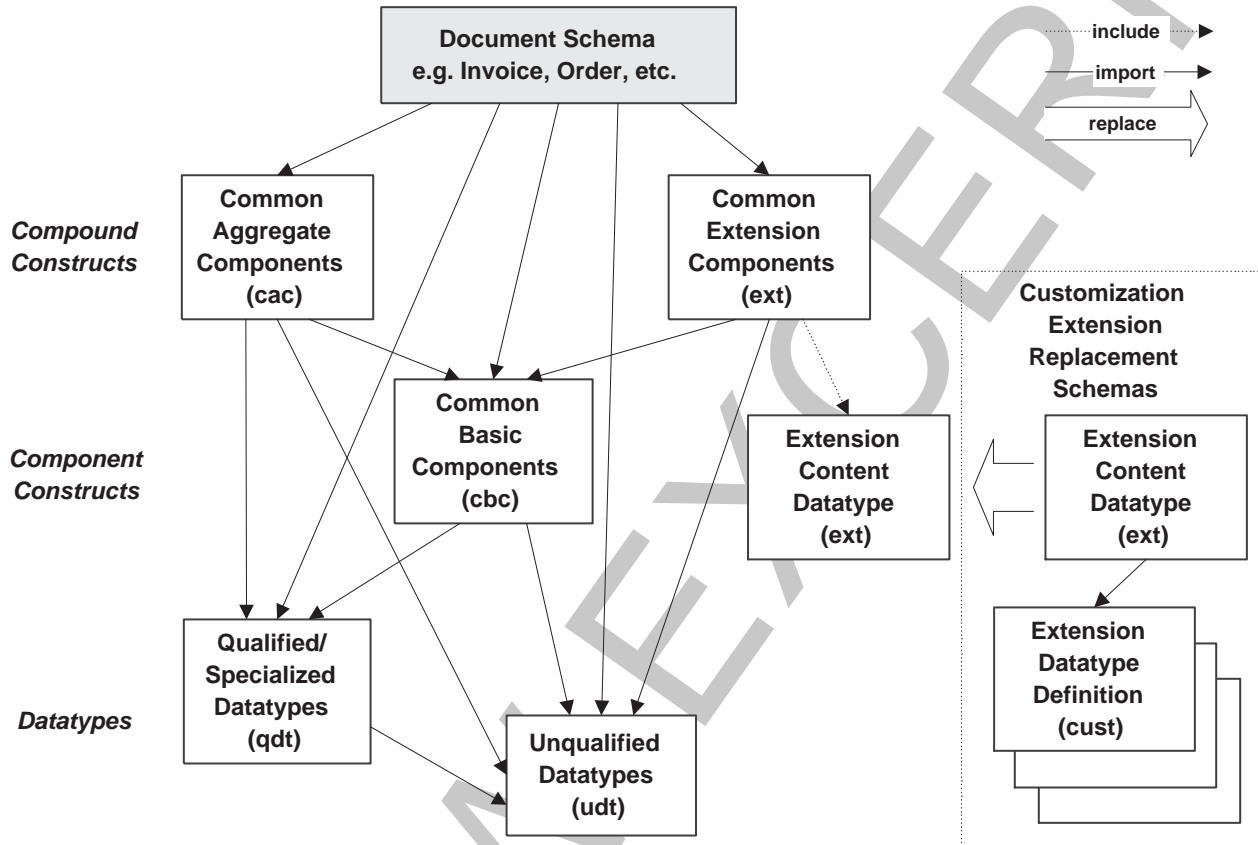 Document Schema
e.g. Invoice, Order, etc.
include
import
replace
Compound
Constructs
Common
Aggregate
Components
(cac)
Common
Extension
Components
(ext)
Customization
Extension
Replacement
Schemas
Component
Constructs
Common
Basic
Components
(cbc)
Extension
Content
Datatype
(ext)
Extension
Content
Datatype
(ext)
Datatypes
Qualified/
Specialized
Datatypes
(qdt)
Unqualified
Datatypes
(udt)
Extension
Datatype
Definition
(cust)
EXCER